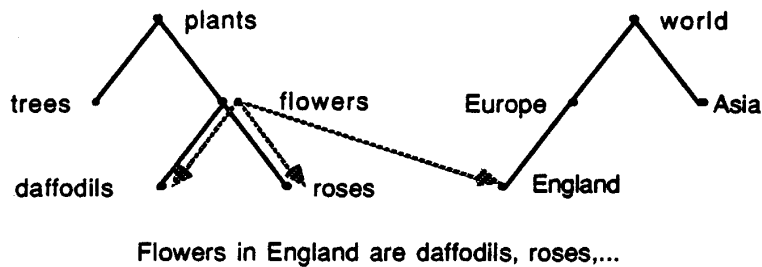 plants world
trees flowers Europe Asia
daffodils roses England
Flowers in England are daffodils, roses,...